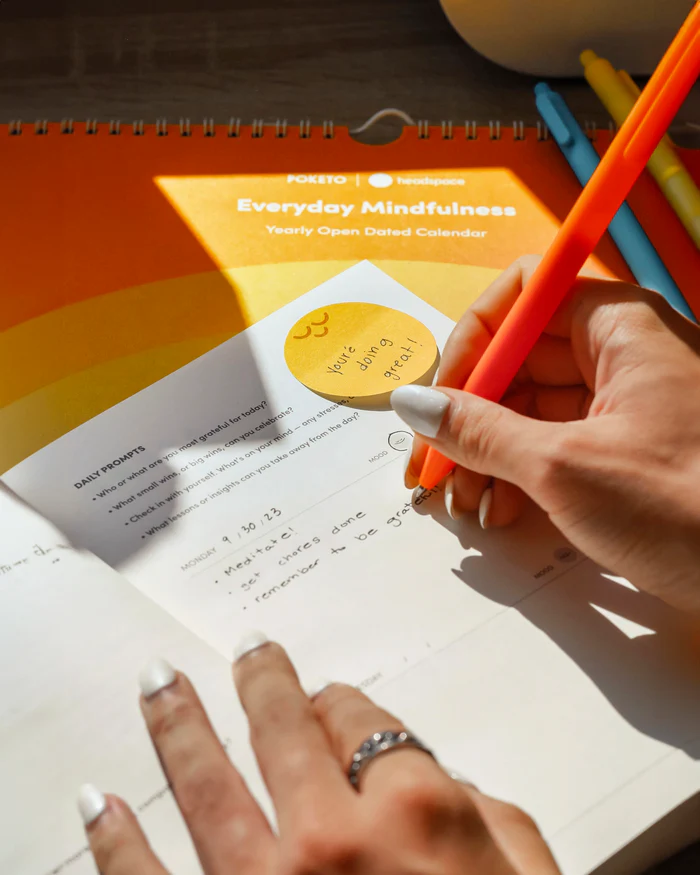 POKETO | headspace
Everyday Mindfulness
Yearly Open Dated Calendar
You're
doing
great!
DAILY PROMPTS
• Who or what are you most grateful for today?
• What small wins, or big wins, can you celebrate?
• Check in with yourself. What's on your mind — any stresses,
• What lessons or insights can you take away from the day?
MOOD
MONDAY 9/30/23
• Meditate!
• get chores done
• remember to be grateful!
MOOD